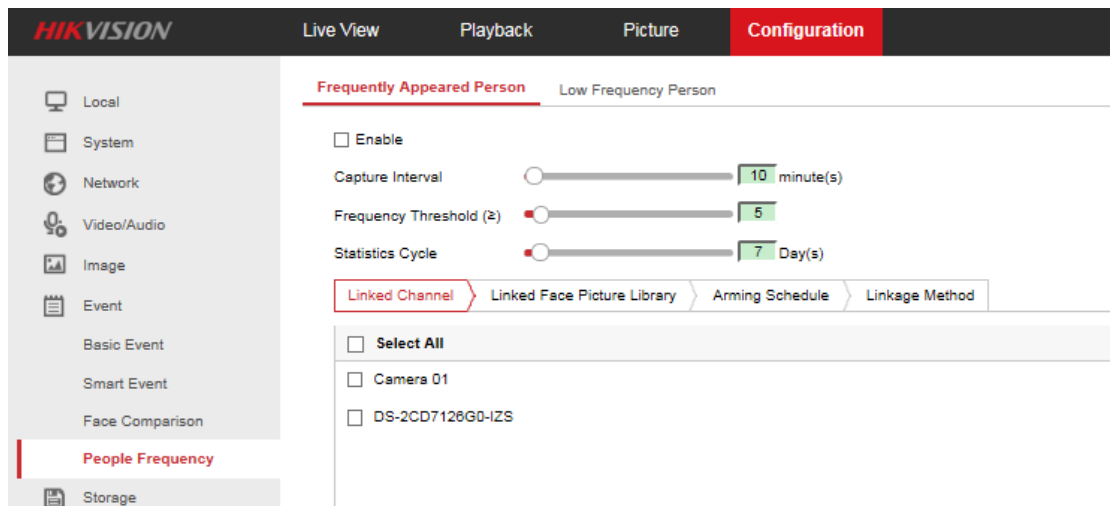 HIKVISION Live View Playback Picture Configuration
Local
System
Network
Video/Audio
Image
Event
Basic Event
Smart Event
Face Comparison
People Frequency
Storage
Frequently Appeared Person Low Frequency Person
Enable
Capture Interval 10 minute(s)
Frequency Threshold (≥) 5
Statistics Cycle 7 Day(s)
Linked Channel Linked Face Picture Library Arming Schedule Linkage Method
Select All
Camera 01
DS-2CD7126G0-IZS